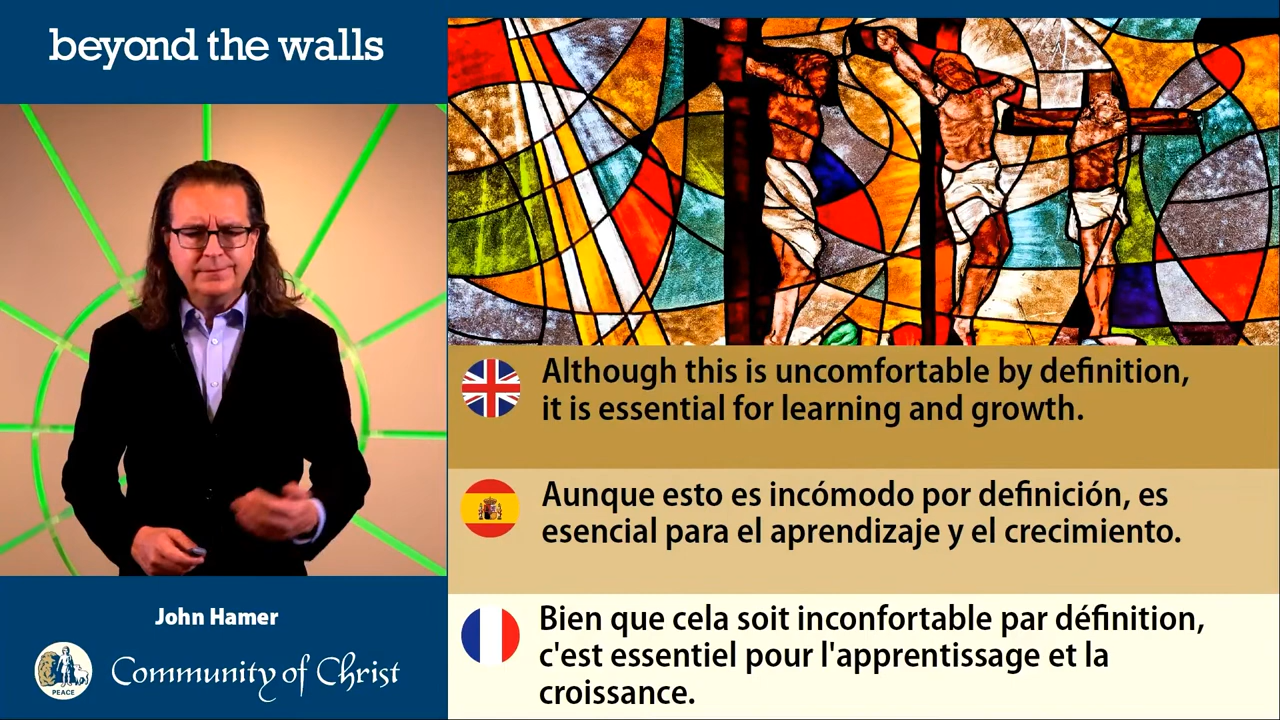 beyond the walls
Although this is uncomfortable by definition,
it is essential for learning and growth.
Aunque esto es incómodo por definición, es
esencial para el aprendizaje y el crecimiento.
Bien que cela soit inconfortable par définition,
c'est essentiel pour l'apprentissage et la
croissance.
John Hamer
PEACE
Community of Christ